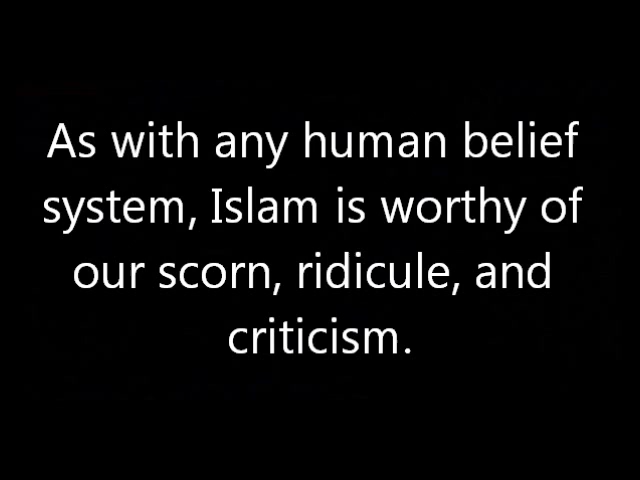 As with any human belief
system, Islam is worthy of
our scorn, ridicule, and
criticism.